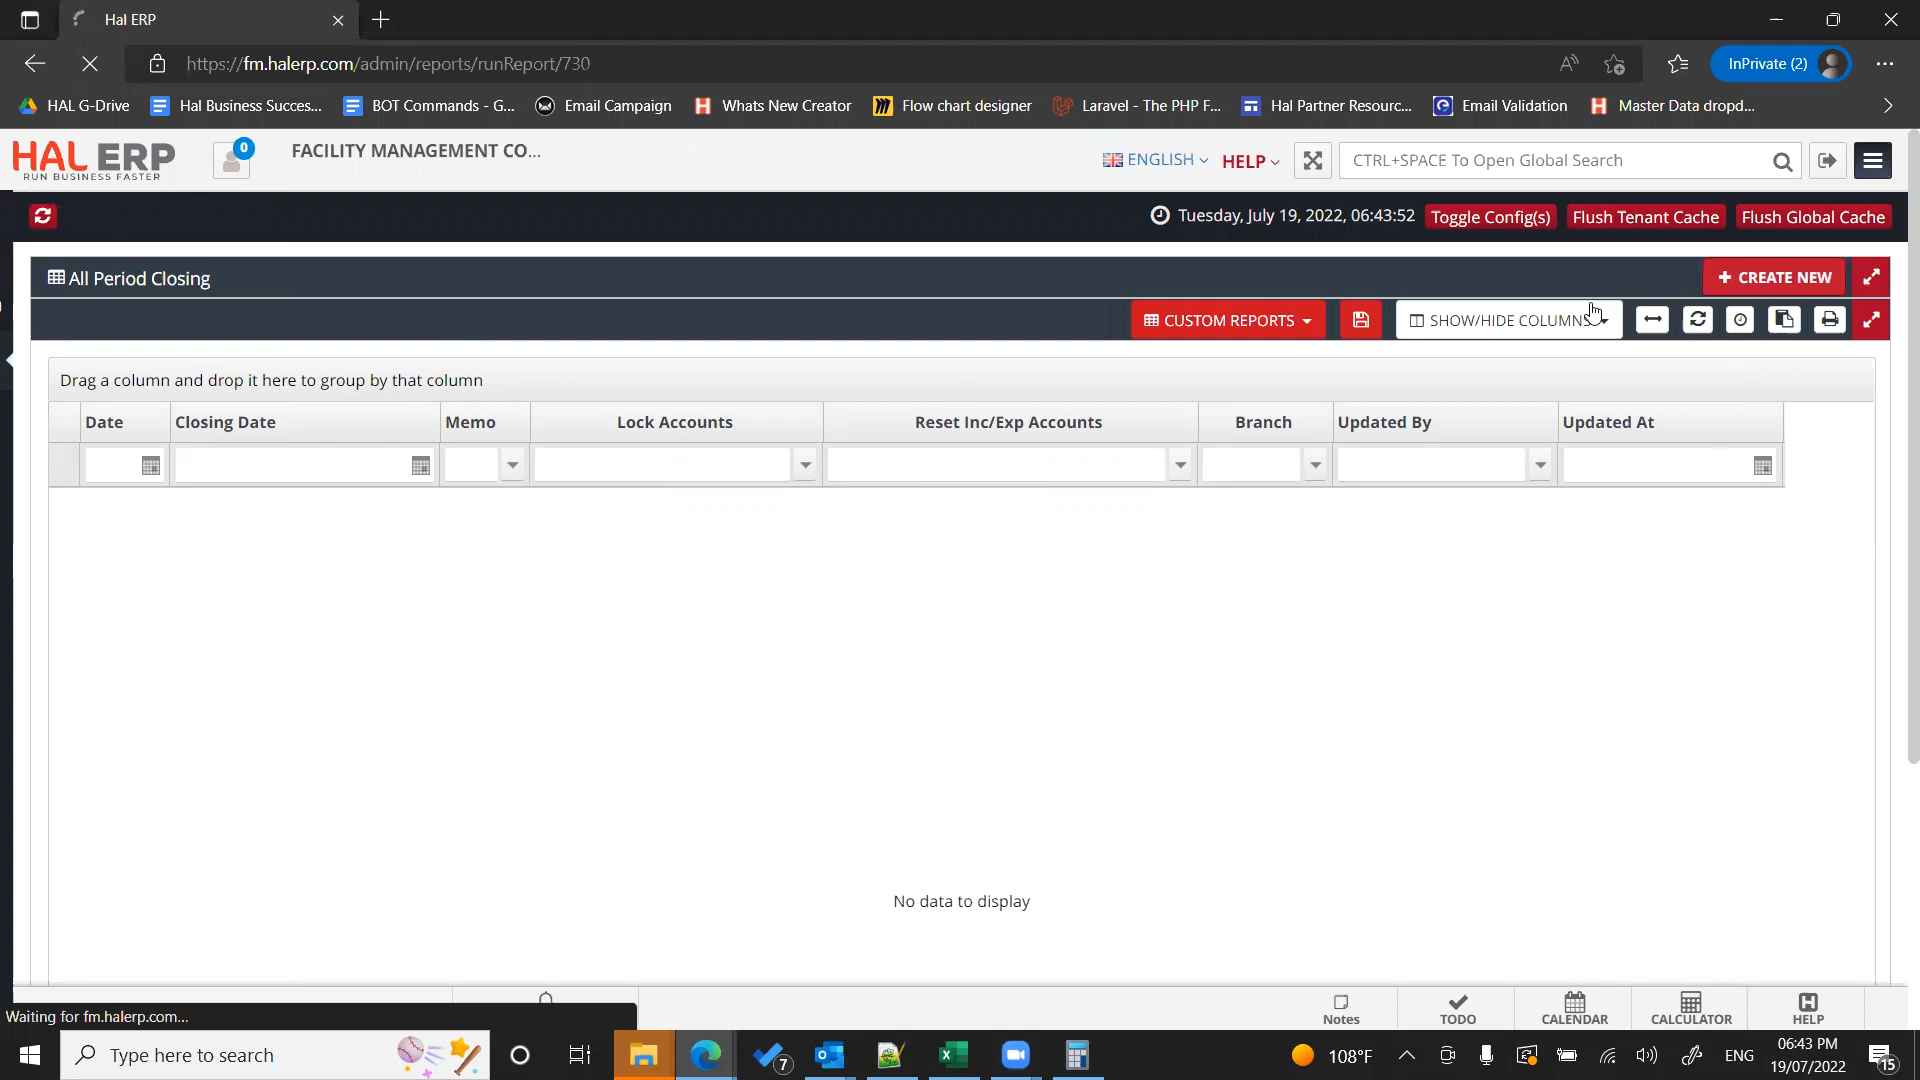 Hal ERP
https://fm.halerp.com/admin/reports/runReport/730
InPrivate (2)
HAL G-Drive
Hal Business Succes...
BOT Commands - G...
Email Campaign
Whats New Creator
Flow chart designer
Laravel - The PHP F...
Hal Partner Resourc...
Email Validation
Master Data dropd...
HAL ERP
RUN BUSINESS FASTER
0
FACILITY MANAGEMENT CO...
ENGLISH
HELP
CTRL+SPACE To Open Global Search
Tuesday, July 19, 2022, 06:43:52
Toggle Config(s)
Flush Tenant Cache
Flush Global Cache
All Period Closing
CREATE NEW
CUSTOM REPORTS
SHOW/HIDE COLUMNS
Drag a column and drop it here to group by that column
Date
Closing Date
Memo
Lock Accounts
Reset Inc/Exp Accounts
Branch
Updated By
Updated At
No data to display
Notes
TODO
CALENDAR
CALCULATOR
HELP
Waiting for fm.halerp.com...
Type here to search
7
108°F
ENG
06:43 PM
19/07/2022
15